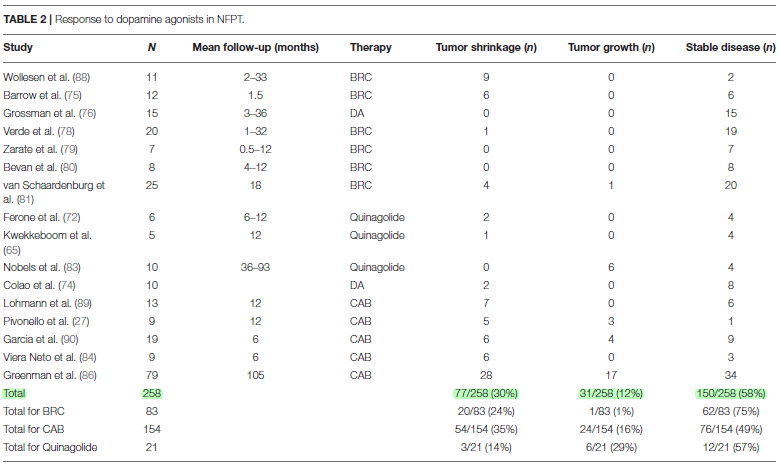 TABLE 2 | Response to dopamine agonists in NFPT.
Study N Mean follow-up (months) Therapy Tumor shrinkage (n) Tumor growth (n) Stable disease (n)
Wollesen et al. (88) 11 2–33 BRC 9 0 2
Barrow et al. (75) 12 1.5 BRC 6 0 6
Grossman et al. (76) 15 3–36 DA 0 0 15
Verde et al. (78) 20 1–32 BRC 1 0 19
Zarate et al. (79) 7 0.5–12 BRC 0 0 7
Bevan et al. (80) 8 4–12 BRC 0 0 8
van Schaardenburg et 25 18 BRC 4 1 20
al. (81)
Ferone et al. (72) 6 6–12 Quinagolide 2 0 4
Kwekkeboom et al. 5 12 Quinagolide 1 0 4
(65)
Nobels et al. (83) 10 36–93 Quinagolide 0 6 4
Colao et al. (74) 10 DA 2 0 8
Lohmann et al. (89) 13 12 CAB 7 0 6
Pivonello et al. (27) 9 12 CAB 5 3 1
Garcia et al. (90) 19 6 CAB 6 4 9
Viera Neto et al. (84) 9 6 CAB 6 0 3
Greenman et al. (86) 79 105 CAB 28 17 34
Total 258 77/258 (30%) 31/258 (12%) 150/258 (58%)
Total for BRC 83 20/83 (24%) 1/83 (1%) 62/83 (75%)
Total for CAB 154 54/154 (35%) 24/154 (16%) 76/154 (49%)
Total for Quinagolide 21 3/21 (14%) 6/21 (29%) 12/21 (57%)